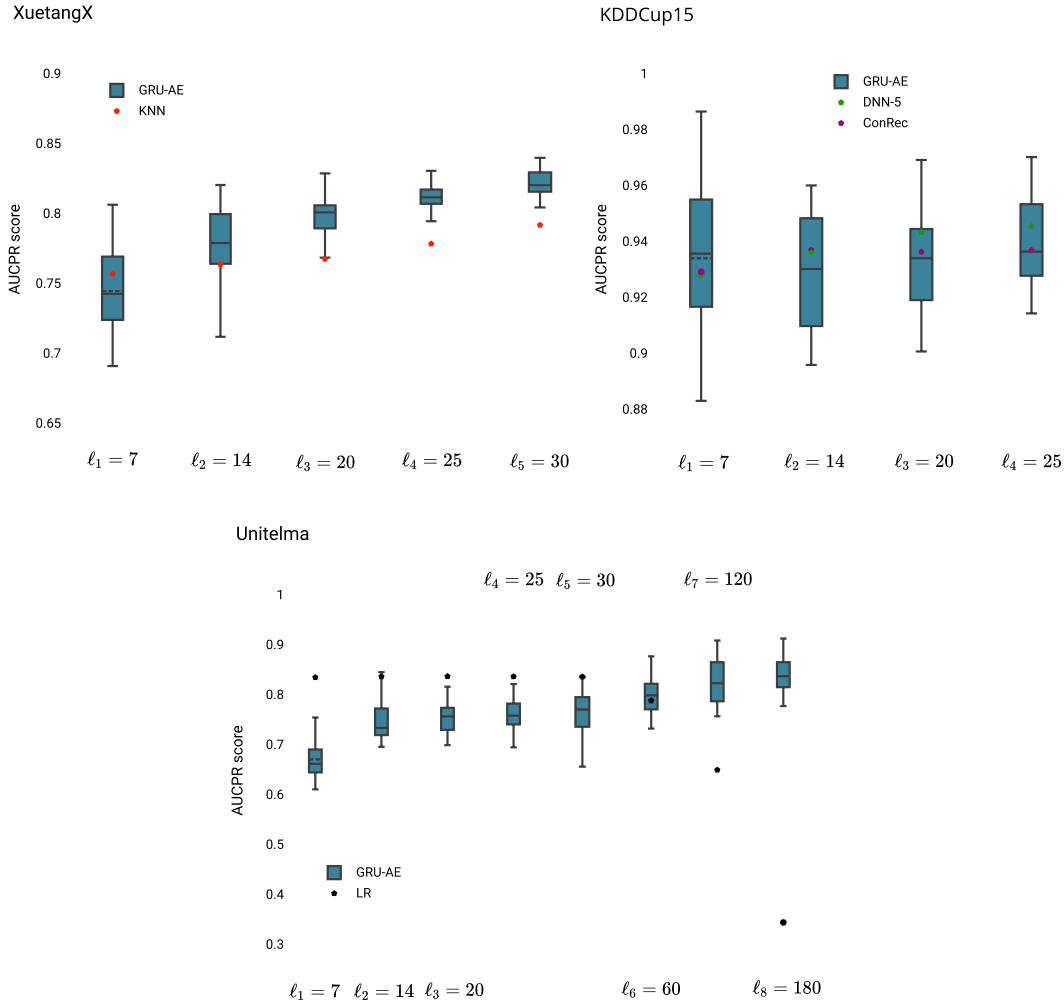 XuetangX
0.9
0.85
0.8
0.75
0.7
0.65
AUCPR score
GRU-AE
KNN
ℓ₁ = 7
ℓ₂ = 14
ℓ₃ = 20
ℓ₄ = 25
ℓ₅ = 30
KDDCup15
1
0.98
0.96
0.94
0.92
0.9
0.88
AUCPR score
GRU-AE
DNN-5
ConRec
ℓ₁ = 7
ℓ₂ = 14
ℓ₃ = 20
ℓ₄ = 25
Unitelma
ℓ₄ = 25
ℓ₅ = 30
ℓ₇ = 120
1
0.9
0.8
0.7
0.6
0.5
0.4
0.3
AUCPR score
GRU-AE
LR
ℓ₁ = 7
ℓ₂ = 14
ℓ₃ = 20
ℓ₆ = 60
ℓ₈ = 180